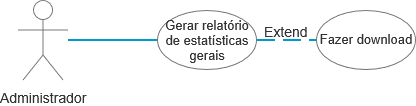 Gerar relatório
de estatísticas
gerais
Extend
Fazer download
Administrador